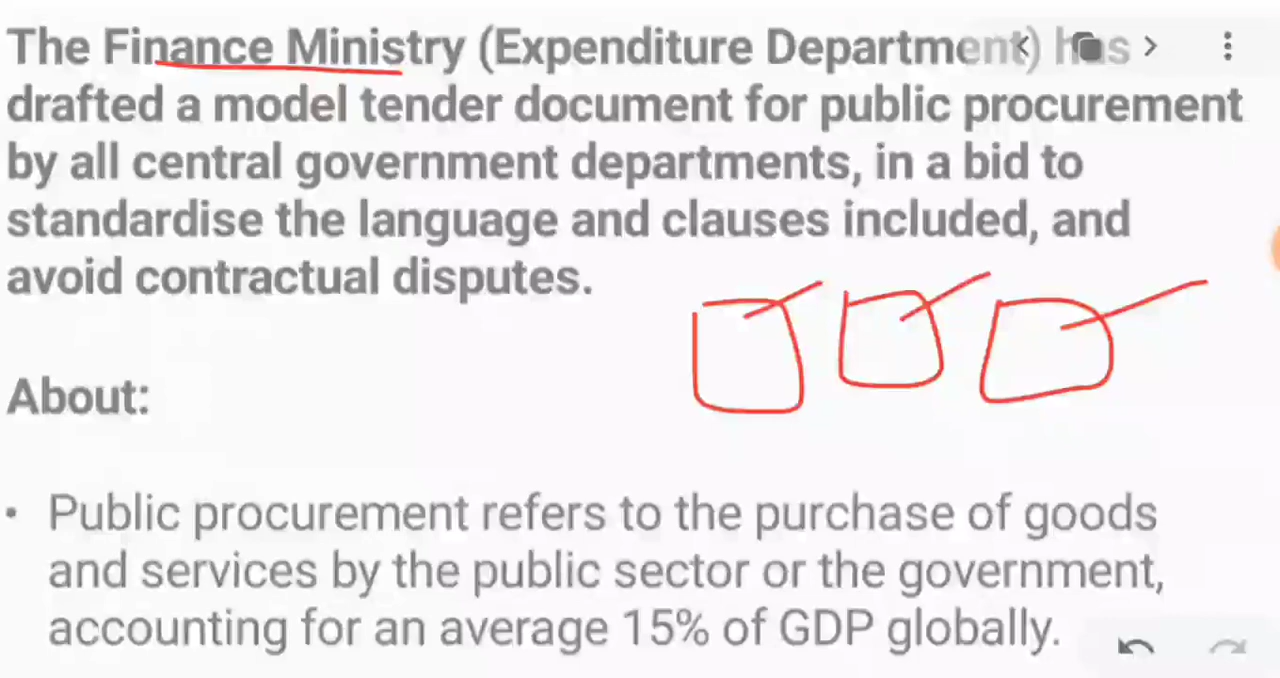 The Finance Ministry (Expenditure Department) has
drafted a model tender document for public procurement
by all central government departments, in a bid to
standardise the language and clauses included, and
avoid contractual disputes.
About:
• Public procurement refers to the purchase of goods
and services by the public sector or the government,
accounting for an average 15% of GDP globally.